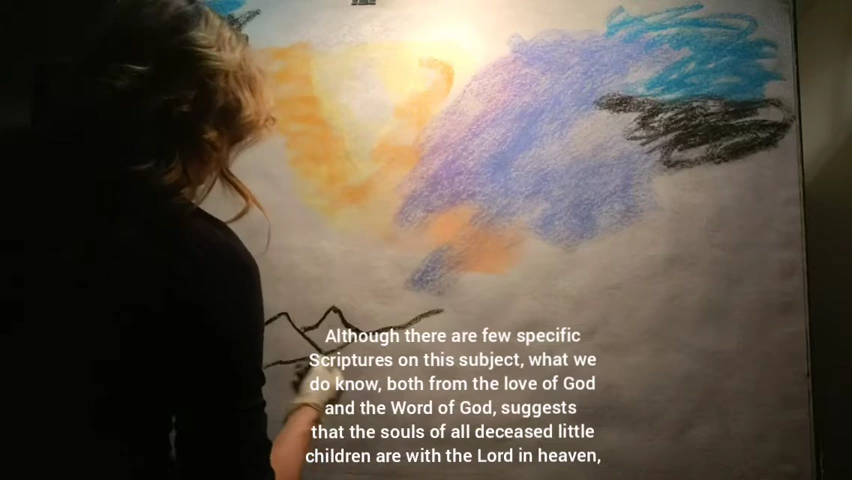 Although there are few specific
Scriptures on this subject, what we
do know, both from the love of God
and the Word of God, suggests
that the souls of all deceased little
children are with the Lord in heaven,